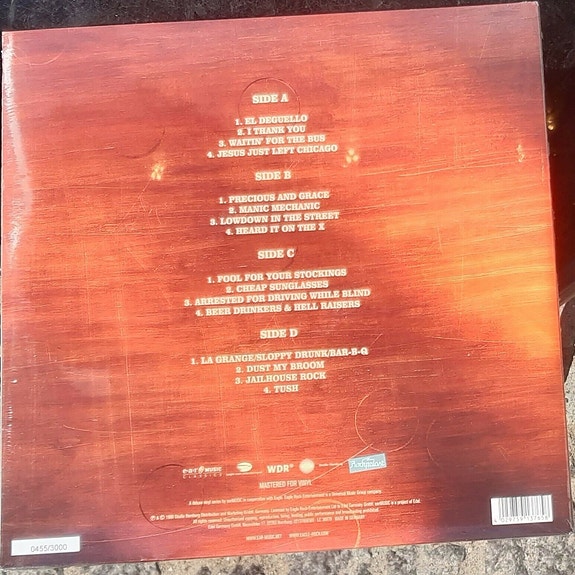 SIDE A
1. EL DEGUELLO
2. I THANK YOU
3. WAITIN' FOR THE BUS
4. JESUS JUST LEFT CHICAGO
SIDE B
1. PRECIOUS AND GRACE
2. MANIC MECHANIC
3. LOWDOWN IN THE STREET
4. HEARD IT ON THE X
SIDE C
1. FOOL FOR YOUR STOCKINGS
2. CHEAP SUNGLASSES
3. ARRESTED FOR DRIVING WHILE BLIND
4. BEER DRINKERS & HELL RAISERS
SIDE D
1. LA GRANGE/SLOPPY DRUNK/BAR-B-Q
2. DUST MY BROOM
3. JAILHOUSE ROCK
4. TUSH
MUSIC
CLASSICS
WDR
Rockpalast
MASTERED FOR VINYL
0455/3000